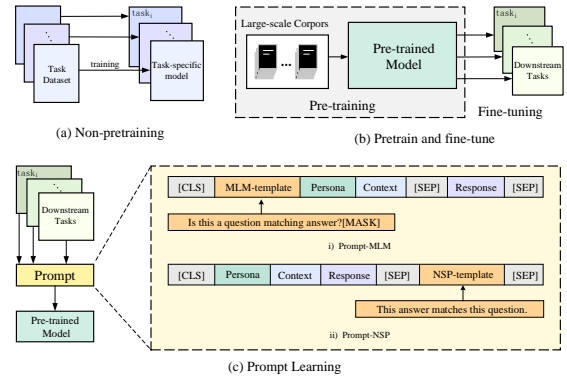 task_i
Task
Dataset
training
Task-specific
model
(a) Non-pretraining
Large-scale Corpors
...
Pre-trained
Model
Pre-training
task_i
Downstream
Tasks
Fine-tuning
(b) Pretrain and fine-tune
task_i
Downstream
Tasks
Prompt
Pre-trained
Model
[CLS] MLM-template Persona Context [SEP] Response [SEP]
Is this a question matching answer?[MASK]
i) Prompt-MLM
[CLS] Persona Context Response [SEP] NSP-template [SEP]
This answer matches this question.
ii) Prompt-NSP
(c) Prompt Learning